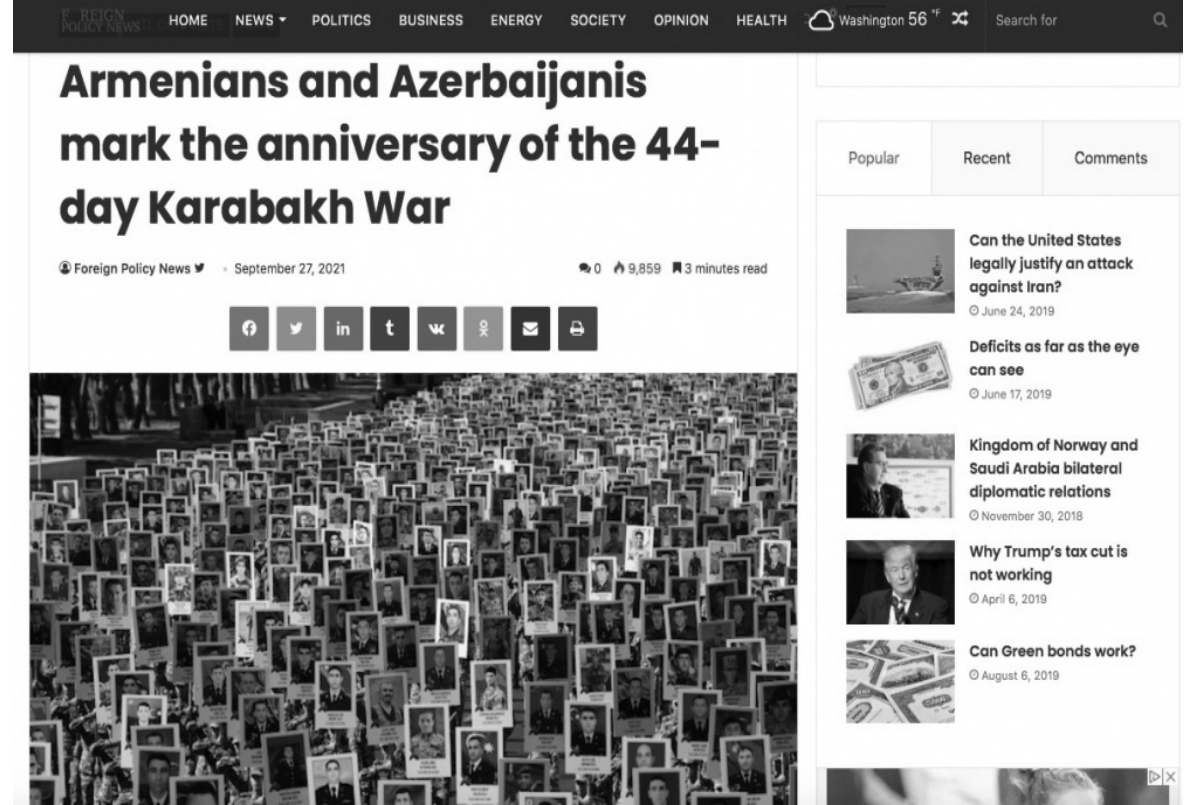 F REIGN
POLICY NEWS
HOME NEWS POLITICS BUSINESS ENERGY SOCIETY OPINION HEALTH Washington 56 °F Search for
Armenians and Azerbaijanis
mark the anniversary of the 44-
day Karabakh War
Foreign Policy News • September 27, 2021 0 9,859 3 minutes read
Popular Recent Comments
Can the United States
legally justify an attack
against Iran?
June 24, 2019
Deficits as far as the eye
can see
June 17, 2019
Kingdom of Norway and
Saudi Arabia bilateral
diplomatic relations
November 30, 2018
Why Trump's tax cut is
not working
April 6, 2019
Can Green bonds work?
August 6, 2019